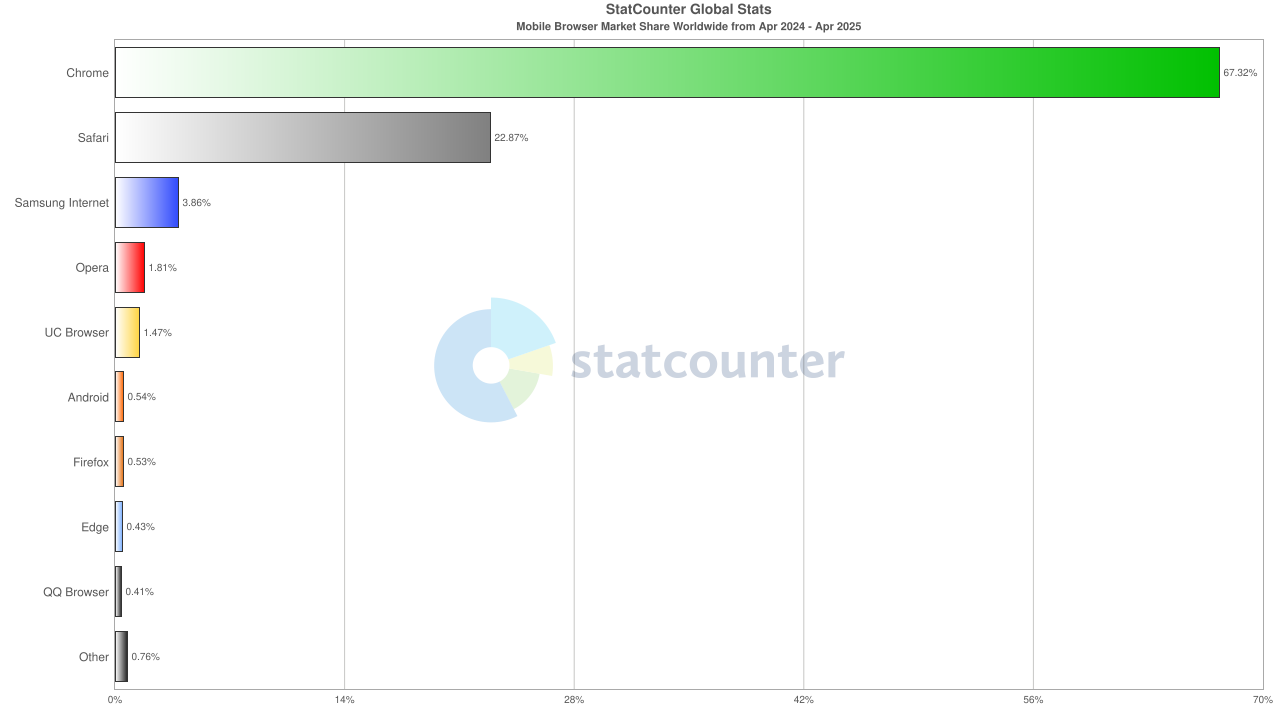 StatCounter Global Stats
Mobile Browser Market Share Worldwide from Apr 2024 - Apr 2025
Chrome 67.32%
Safari 22.87%
Samsung Internet 3.86%
Opera 1.81%
UC Browser 1.47%
statcounter
Android 0.54%
Firefox 0.53%
Edge 0.43%
QQ Browser 0.41%
Other 0.76%
0% 14% 28% 42% 56% 70%